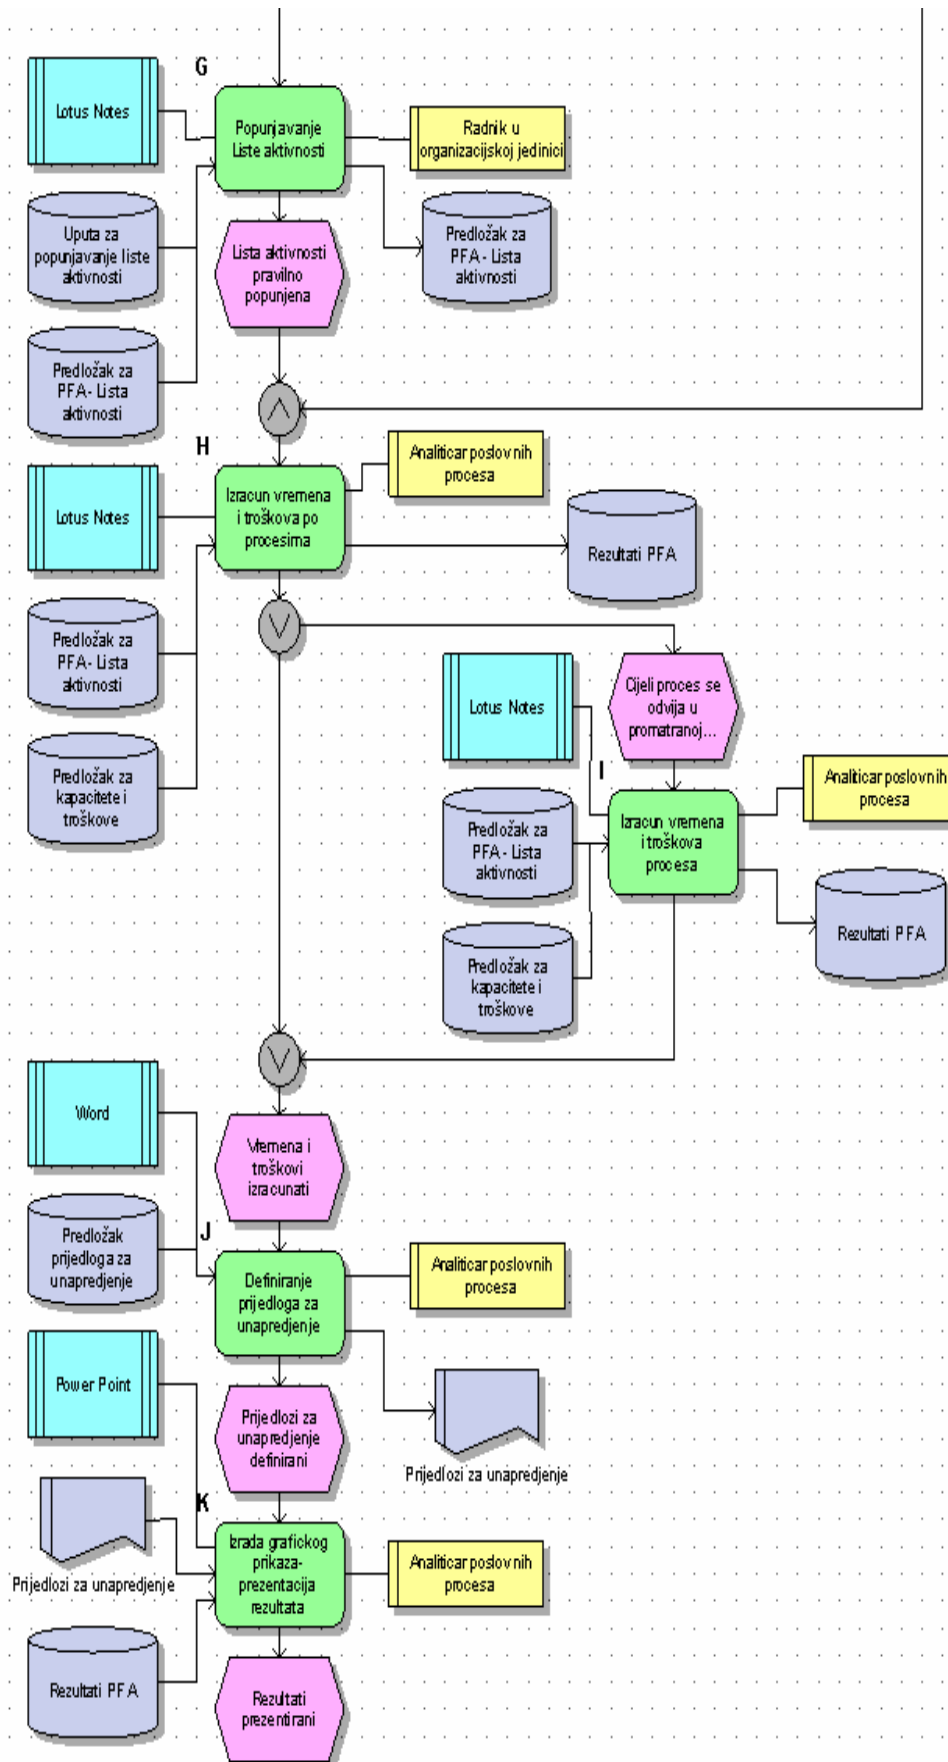 G
Lotus Notes
Popunjavanje
Liste aktivnosti
Radnik u
organizacijskoj jedinici
Uputa za
popunjavanje liste
aktivnosti
Lista aktivnosti
pravilno
popunjena
Predložak za
PFA - Lista
aktivnosti
Predložak za
PFA - Lista
aktivnosti
H
Lotus Notes
Izracun vremena
i troškova po
procesima
Analiticar poslovnih
procesa
Rezultati PFA
Predložak za
PFA - Lista
aktivnosti
Predložak za
kapacitete i
troškove
Lotus Notes
Cijeli proces se
odvija u
promatranoj...
I
Predložak za
PFA - Lista
aktivnosti
Izracun vremena
i troškova
procesa
Analiticar poslovnih
procesa
Predložak za
kapacitete i
troškove
Rezultati PFA
Word
Vremena i
troškovi
izracunati
Predložak
prijedloga za
unapredjenje
J
Definiranje
prijedloga za
unapredjenje
Analiticar poslovnih
procesa
Power Point
Prijedlozi za
unapredjenje
definirani
Prijedlozi za unapredjenje
K
Prijedlozi za unapredjenje
Izrada grafickog
prikaza-
prezentacija
rezultata
Analiticar poslovnih
procesa
Rezultati PFA
Rezultati
prezentirani